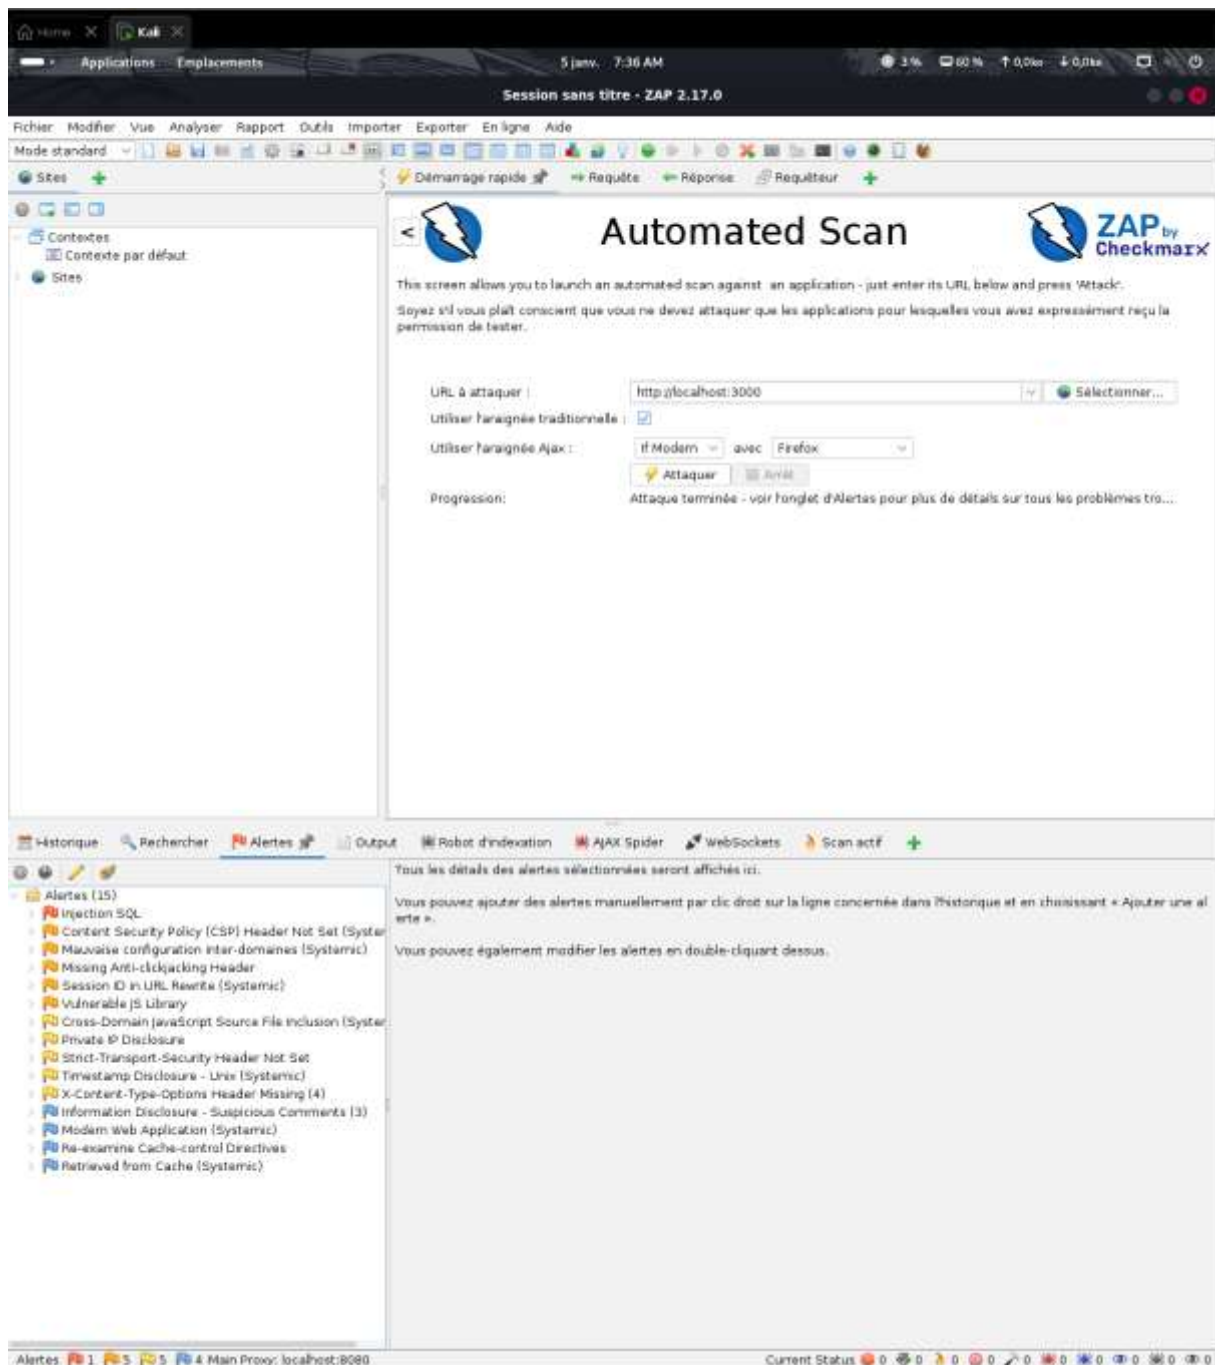 Home Kali
Applications Emplacements 5 janv. 7:36 AM 3% 60 % 0,0ko 0,0ko
Session sans titre - ZAP 2.17.0
Fichier Modifier Vue Analyser Rapport Outils Importer Exporter En ligne Aide
Mode standard
Sites
Démarrage rapide Requête Réponse Requêteur
Contextes
Contexte par défaut
Sites
<
Automated Scan
ZAP by Checkmarx
This screen allows you to launch an automated scan against an application - just enter its URL below and press 'Attack'.
Soyez s'il vous plaît conscient que vous ne devez attaquer que les applications pour lesquelles vous avez expressément reçu la
permission de tester.
URL à attaquer : http://localhost:3000 Sélectionner...
Utiliser l'araignée traditionnelle :
Utiliser l'araignée Ajax : If Modern avec Firefox
Attaquer Arrêt
Progression: Attaque terminée - voir l'onglet d'Alertes pour plus de détails sur tous les problèmes tro...
Historique Rechercher Alertes Output Robot d'indexation AJAX Spider WebSockets Scan actif
Alertes (15)
Injection SQL
Content Security Policy (CSP) Header Not Set (Syster
Mauvaise configuration inter-domaines (Systemic)
Missing Anti-clickjacking Header
Session ID in URL Rewrite (Systemic)
Vulnerable JS Library
Cross-Domain JavaScript Source File Inclusion (Syster
Private IP Disclosure
Strict-Transport-Security Header Not Set
Timestamp Disclosure - Unix (Systemic)
X-Content-Type-Options Header Missing (4)
Information Disclosure - Suspicious Comments (3)
Modern Web Application (Systemic)
Re-examine Cache-control Directives
Retrieved from Cache (Systemic)
Tous les détails des alertes sélectionnées seront affichés ici.
Vous pouvez ajouter des alertes manuellement par clic droit sur la ligne concernée dans l'historique et en choisissant « Ajouter une al
erte ».
Vous pouvez également modifier les alertes en double-cliquant dessus.
Alertes 1 5 5 4 Main Proxy: localhost:8080
Current Status 0 0 0 0 0 0 0 0 0 0